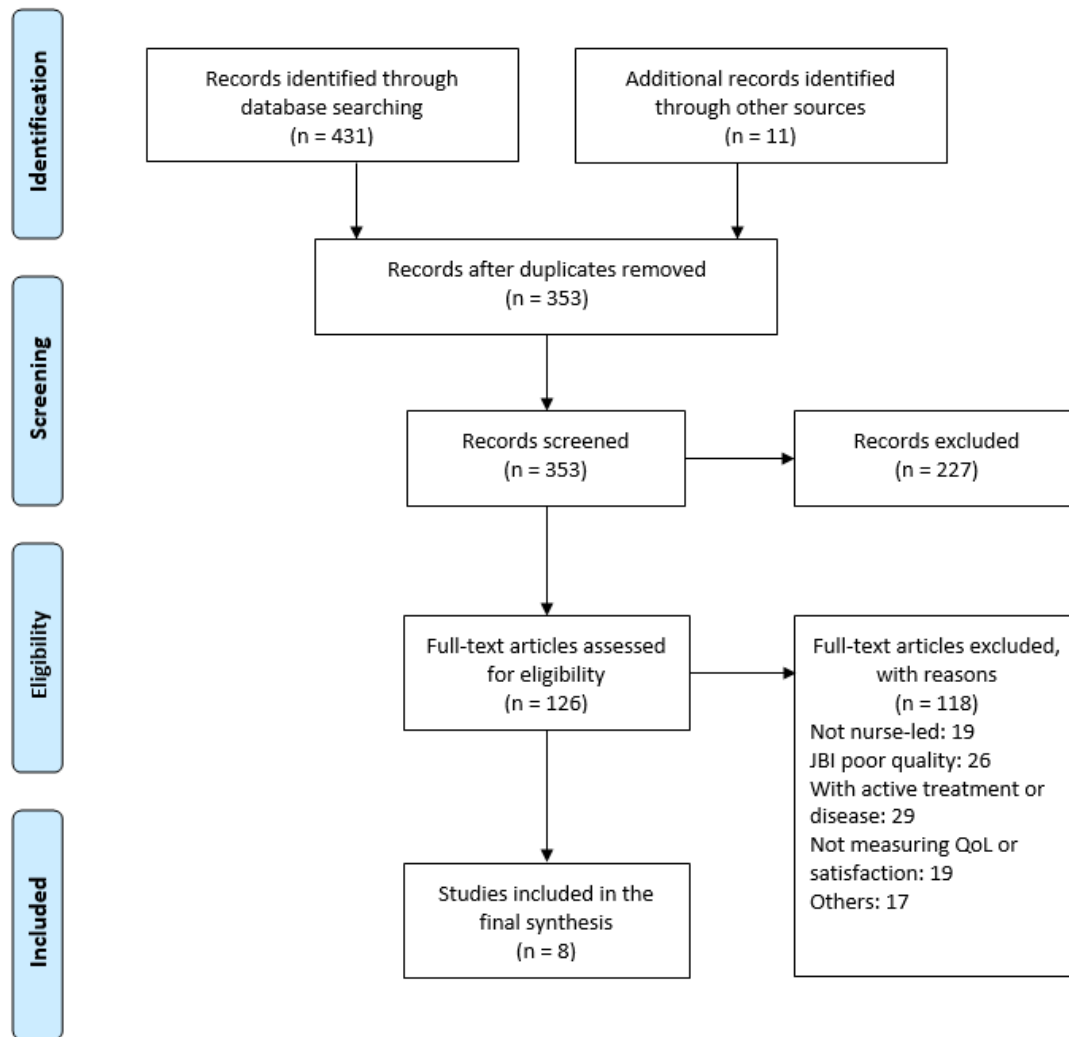 Identification
Records identified through
database searching
(n = 431)
Additional records identified
through other sources
(n = 11)
Records after duplicates removed
(n = 353)
Screening
Records screened
(n = 353)
Records excluded
(n = 227)
Eligibility
Full-text articles assessed
for eligibility
(n = 126)
Full-text articles excluded,
with reasons
(n = 118)
Not nurse-led: 19
JBI poor quality: 26
With active treatment or
disease: 29
Not measuring QoL or
satisfaction: 19
Others: 17
Included
Studies included in the
final synthesis
(n = 8)